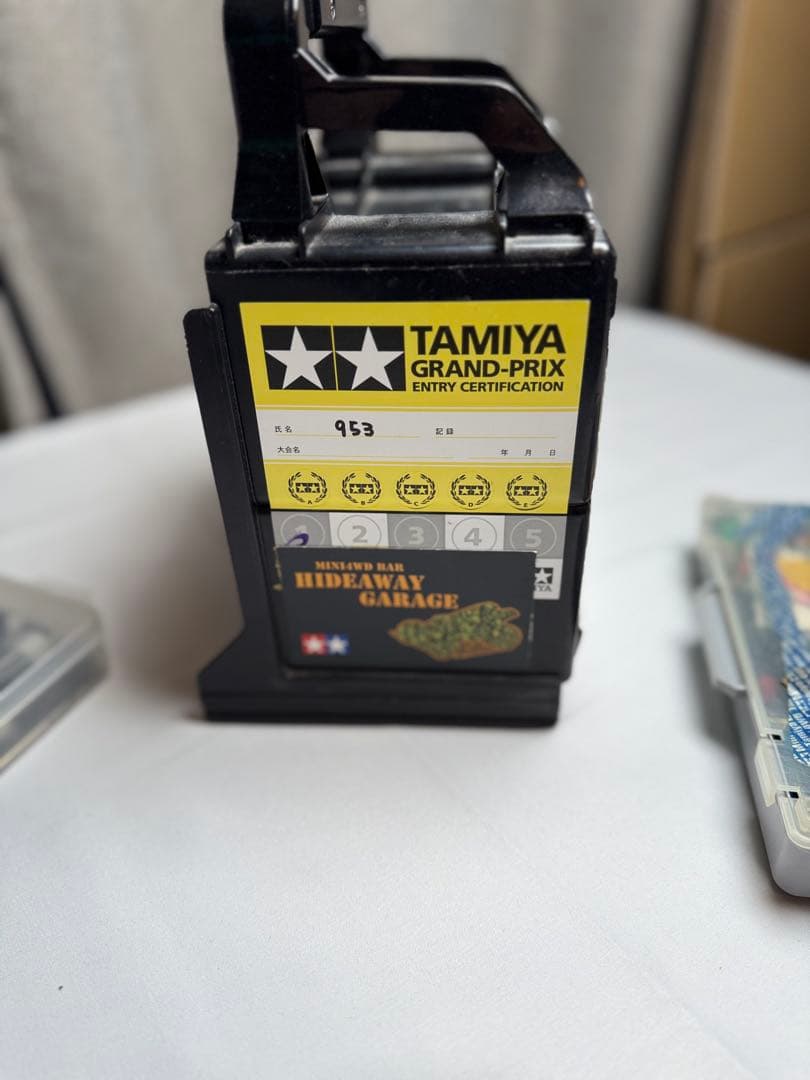 TAMIYA
GRAND-PRIX
ENTRY CERTIFICATION
氏名 953 記録
大会名 年 月 日
A B C D E
1 2 3 4 5
MINI4WD BAR
HIDEAWAY
GARAGE